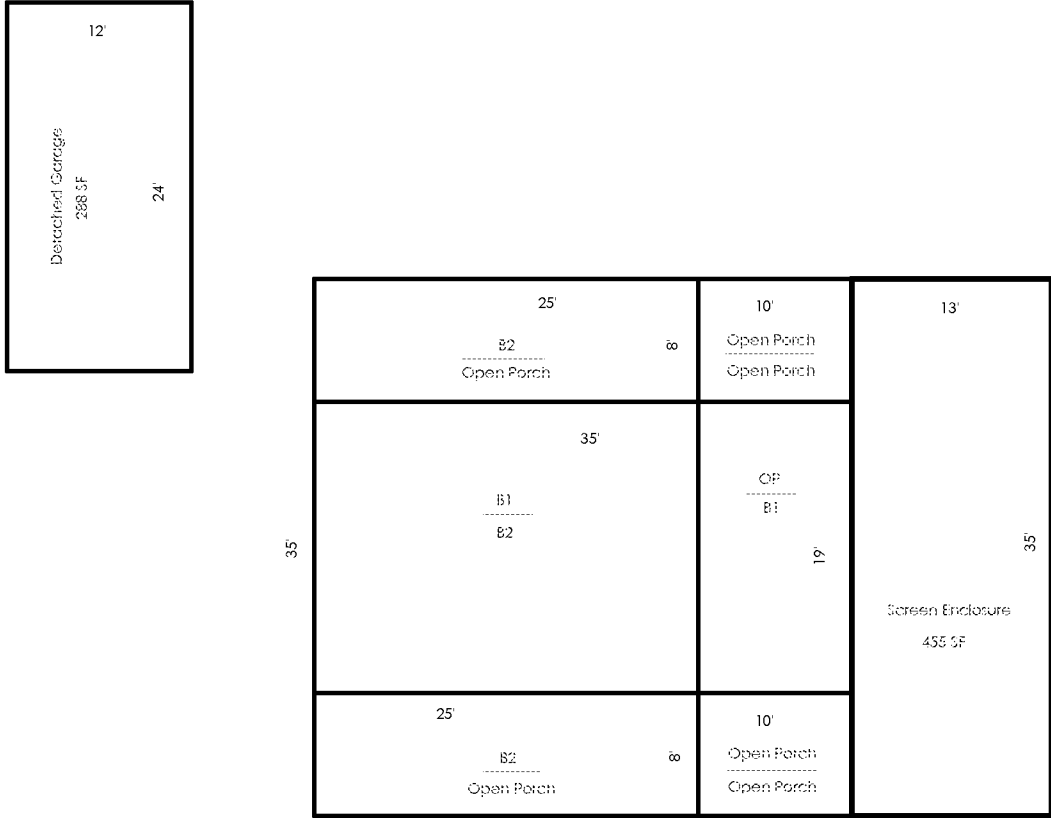 12'
Detached Garage
288 SF
24'
25'
B2
Open Porch
8'
10'
Open Porch
Open Porch
13'
35'
B1
B2
35'
OP
B1
19'
35'
Screen Enclosure
455 SF
25'
B2
Open Porch
8'
10'
Open Porch
Open Porch